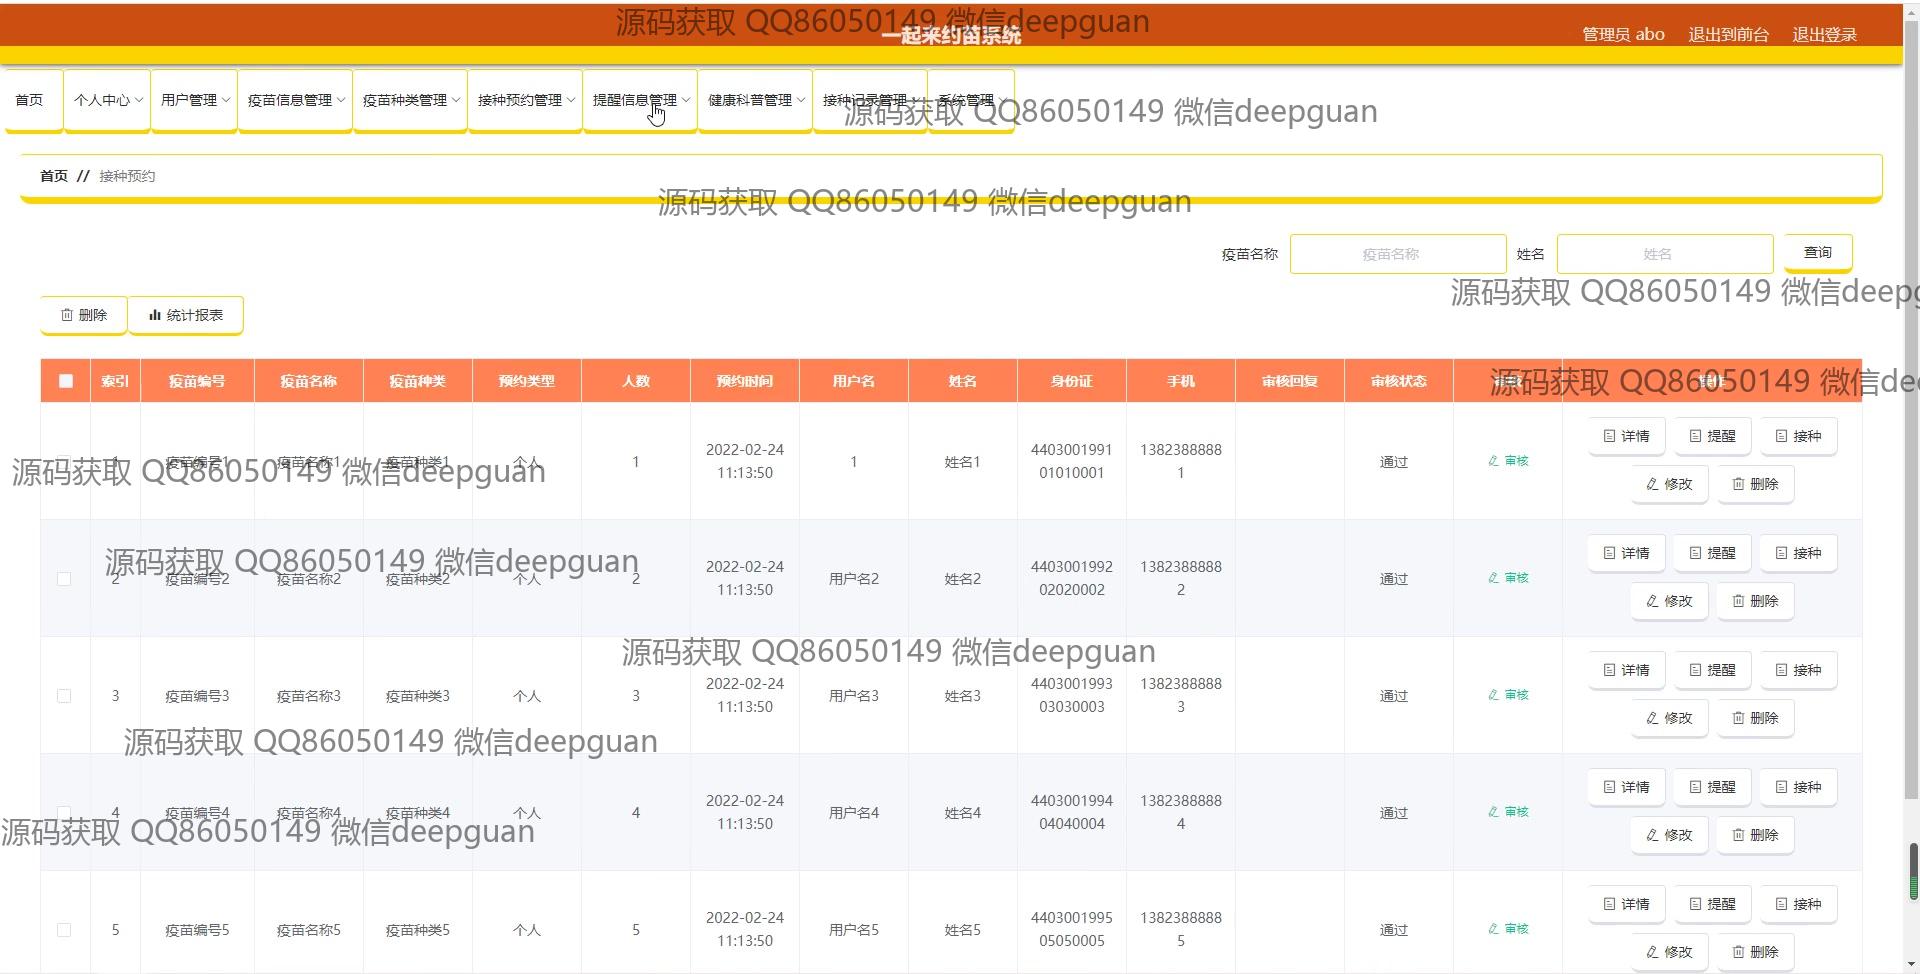 源码获取 QQ86050149 微信deepguan
一起来约苗系统
管理员 abo 退出到前台 退出登录
首页 个人中心 用户管理 疫苗信息管理 疫苗种类管理 接种预约管理 提醒信息管理 健康科普管理 接种记录管理 系统管理
源码获取 QQ86050149 微信deepguan
首页 // 接种预约
源码获取 QQ86050149 微信deepguan
疫苗名称 疫苗名称 姓名 姓名 查询
源码获取 QQ86050149 微信deepg
删除 统计报表
索引 疫苗编号 疫苗名称 疫苗种类 预约类型 人数 预约时间 用户名 姓名 身份证 手机 审核回复 审核状态 审核 操作
源码获取 QQ86050149 微信de
1 疫苗编号1 疫苗名称1 疫苗种类1 个人 1 2022-02-24 11:13:50 1 姓名1 440300199101010001 13823888881 通过 审核 详情 提醒 接种
修改 删除
源码获取 QQ86050149 微信deepguan
2 疫苗编号2 疫苗名称2 疫苗种类2 个人 2 2022-02-24 11:13:50 用户名2 姓名2 440300199202020002 13823888882 通过 审核 详情 提醒 接种
修改 删除
源码获取 QQ86050149 微信deepguan
源码获取 QQ86050149 微信deepguan
3 疫苗编号3 疫苗名称3 疫苗种类3 个人 3 2022-02-24 11:13:50 用户名3 姓名3 440300199303030003 13823888883 通过 审核 详情 提醒 接种
修改 删除
源码获取 QQ86050149 微信deepguan
4 疫苗编号4 疫苗名称4 疫苗种类4 个人 4 2022-02-24 11:13:50 用户名4 姓名4 440300199404040004 13823888884 通过 审核 详情 提醒 接种
修改 删除
源码获取 QQ86050149 微信deepguan
5 疫苗编号5 疫苗名称5 疫苗种类5 个人 5 2022-02-24 11:13:50 用户名5 姓名5 440300199505050005 13823888885 通过 审核 详情 提醒 接种
修改 删除